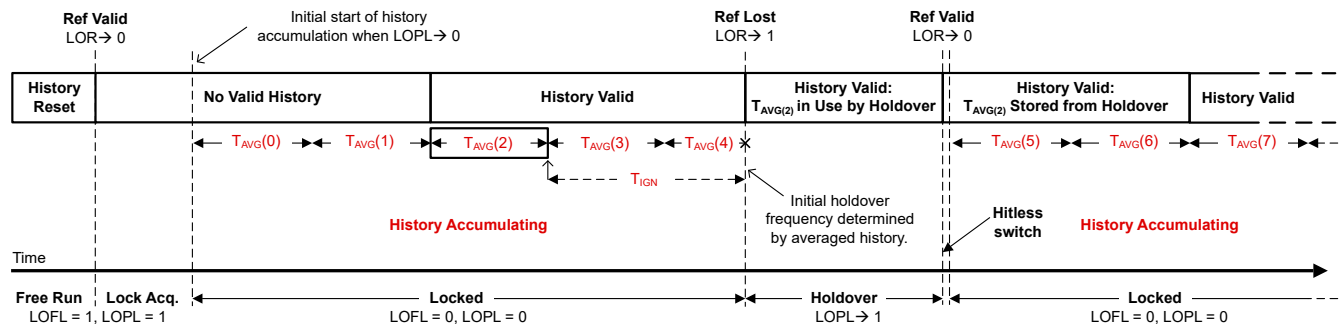 Ref Valid
LOR→ 0
Initial start of history
accumulation when LOPL→ 0
Ref Lost
LOR→ 1
Ref Valid
LOR→ 0
History
Reset
No Valid History
History Valid
History Valid:
TAVG(2) in Use by Holdover
History Valid:
TAVG(2) Stored from Holdover
History Valid
TAVG(0)
TAVG(1)
TAVG(2)
TAVG(3)
TAVG(4)
TAVG(5)
TAVG(6)
TAVG(7)
TIGN
Initial holdover
frequency determined
by averaged history.
History Accumulating
Hitless
switch
History Accumulating
Time
Free Run
LOFL = 1, LOPL = 1
Lock Acq.
Locked
LOFL = 0, LOPL = 0
Holdover
LOPL→ 1
Locked
LOFL = 0, LOPL = 0